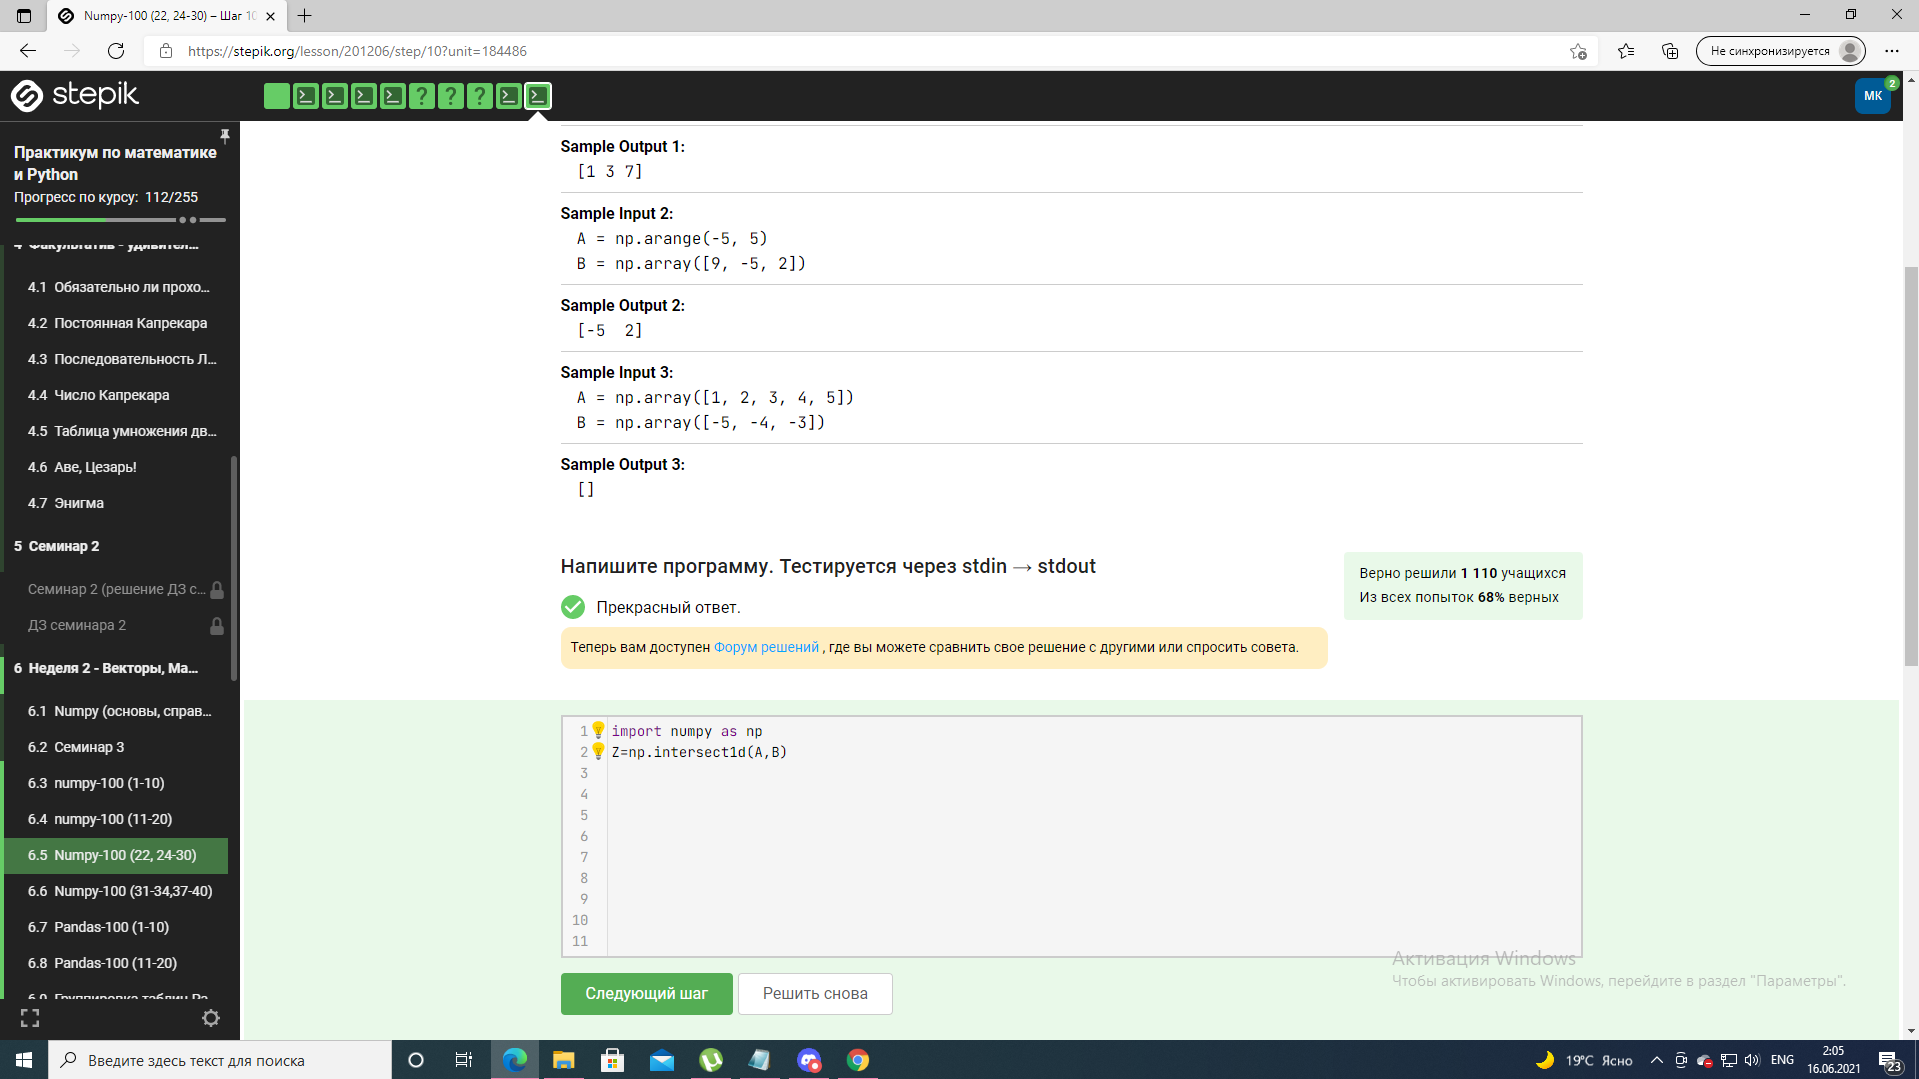 Numpy-100 (22, 24-30) – Шаг 10
https://stepik.org/lesson/201206/step/10?unit=184486
Не синхронизируется
stepik
МК
2
Практикум по математике
и Python
Прогресс по курсу: 112/255
4 Факультатив - удивител...
4.1 Обязательно ли прохо...
4.2 Постоянная Капрекара
4.3 Последовательность Л...
4.4 Число Капрекара
4.5 Таблица умножения дв...
4.6 Аве, Цезарь!
4.7 Энигма
5 Семинар 2
Семинар 2 (решение ДЗ с...
ДЗ семинара 2
6 Неделя 2 - Векторы, Ма...
6.1 Numpy (основы, справ...
6.2 Семинар 3
6.3 numpy-100 (1-10)
6.4 numpy-100 (11-20)
6.5 Numpy-100 (22, 24-30)
6.6 Numpy-100 (31-34,37-40)
6.7 Pandas-100 (1-10)
6.8 Pandas-100 (11-20)
6.9 Группировка таблиц Pa...
Sample Output 1:
[1 3 7]
Sample Input 2:
A = np.arange(-5, 5)
B = np.array([9, -5, 2])
Sample Output 2:
[-5  2]
Sample Input 3:
A = np.array([1, 2, 3, 4, 5])
B = np.array([-5, -4, -3])
Sample Output 3:
[]
Напишите программу. Тестируется через stdin → stdout
Прекрасный ответ.
Теперь вам доступен Форум решений , где вы можете сравнить свое решение с другими или спросить совета.
Верно решили 1 110 учащихся
Из всех попыток 68% верных
1 import numpy as np
2 Z=np.intersect1d(A,B)
3
4
5
6
7
8
9
10
11
Следующий шаг
Решить снова
Активация Windows
Чтобы активировать Windows, перейдите в раздел "Параметры".
Введите здесь текст для поиска
19°C Ясно
ENG
2:05
16.06.2021
23